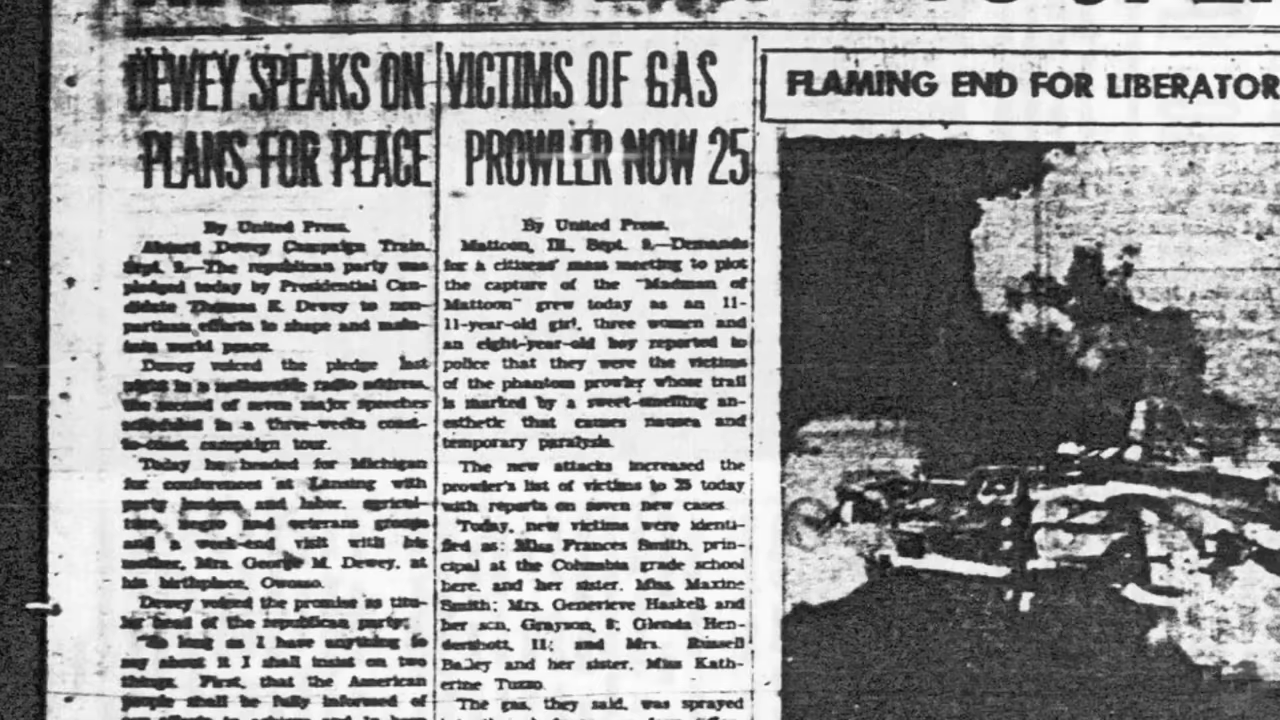 DEWEY SPEAKS ON
PLANS FOR PEACE
By United Press.
Aboard Dewey Campaign Train,
Sept. 9.—The republican party was
pledged today by Presidential Can-
didate Thomas E. Dewey to non-
partisan efforts to shape and main-
tain world peace.
Dewey voiced the pledge last
night in a nationwide radio address,
the second of seven major speeches
scheduled in a three-weeks coast-
to-coast campaign tour.
Today he headed for Michigan
for conferences at Lansing with
party leaders and labor, agricul-
ture, negro and veterans groups
and a week-end visit with his
mother, Mrs. George M. Dewey, at
his birthplace, Owosso.
Dewey voiced the promise as titu-
lar head of the republican party:
"So long as I have anything to
say about it I shall insist on two
things. First, that the American
people shall be fully informed of
our efforts to achieve and to keep
VICTIMS OF GAS
PROWLER NOW 25
By United Press.
Mattoon, Ill., Sept. 9.—Demands
for a citizens' mass meeting to plot
the capture of the "Madman of
Mattoon" grew today as an 11-
11-year-old girl, three women and
an eight-year-old boy reported to
police that they were the victims
of the phantom prowler whose trail
is marked by a sweet-smelling an-
esthetic that causes nausea and
temporary paralysis.
The new attacks increased the
prowler's list of victims to 25 today
with reports on seven new cases.
Today, new victims were identi-
fied as: Miss Frances Smith, prin-
cipal at the Columbia grade school
here, and her sister, Miss Maxine
Smith; Mrs. Genevieve Haskell and
her son, Grayson, 8; Glenda Hen-
dershott, 11; and Mrs. Russell
Bailey and her sister, Miss Kath-
erine Tuzzo.
The gas, they said, was sprayed
FLAMING END FOR LIBERATOR